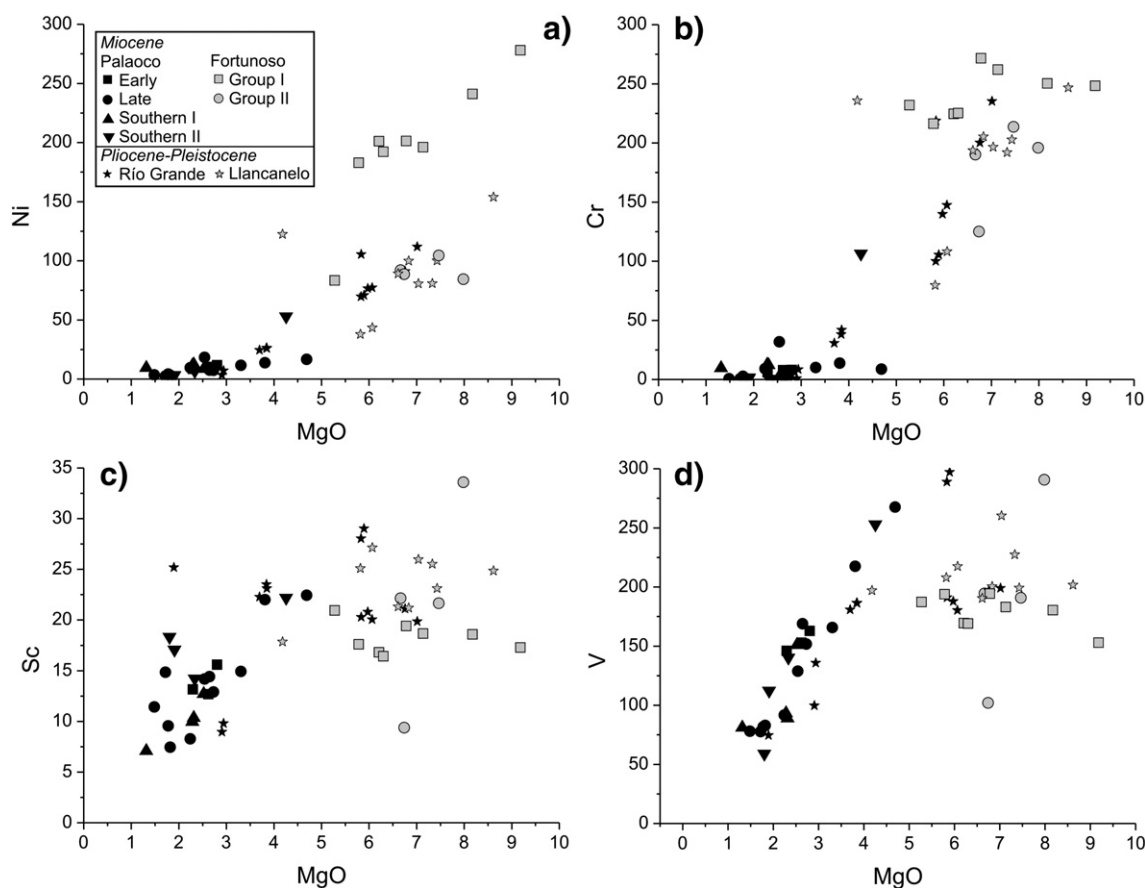 a)
300
250
200
150
100
50
0
Ni
0 1 2 3 4 5 6 7 8 9 10
MgO
Miocene
Palaoco Fortunoso
Early Group I
Late Group II
Southern I
Southern II
Pliocene-Pleistocene
Río Grande Llancanelo
b)
300
250
200
150
100
50
0
Cr
0 1 2 3 4 5 6 7 8 9 10
MgO
c)
35
30
25
20
15
10
5
0
Sc
0 1 2 3 4 5 6 7 8 9 10
MgO
d)
300
250
200
150
100
50
0
V
0 1 2 3 4 5 6 7 8 9 10
MgO